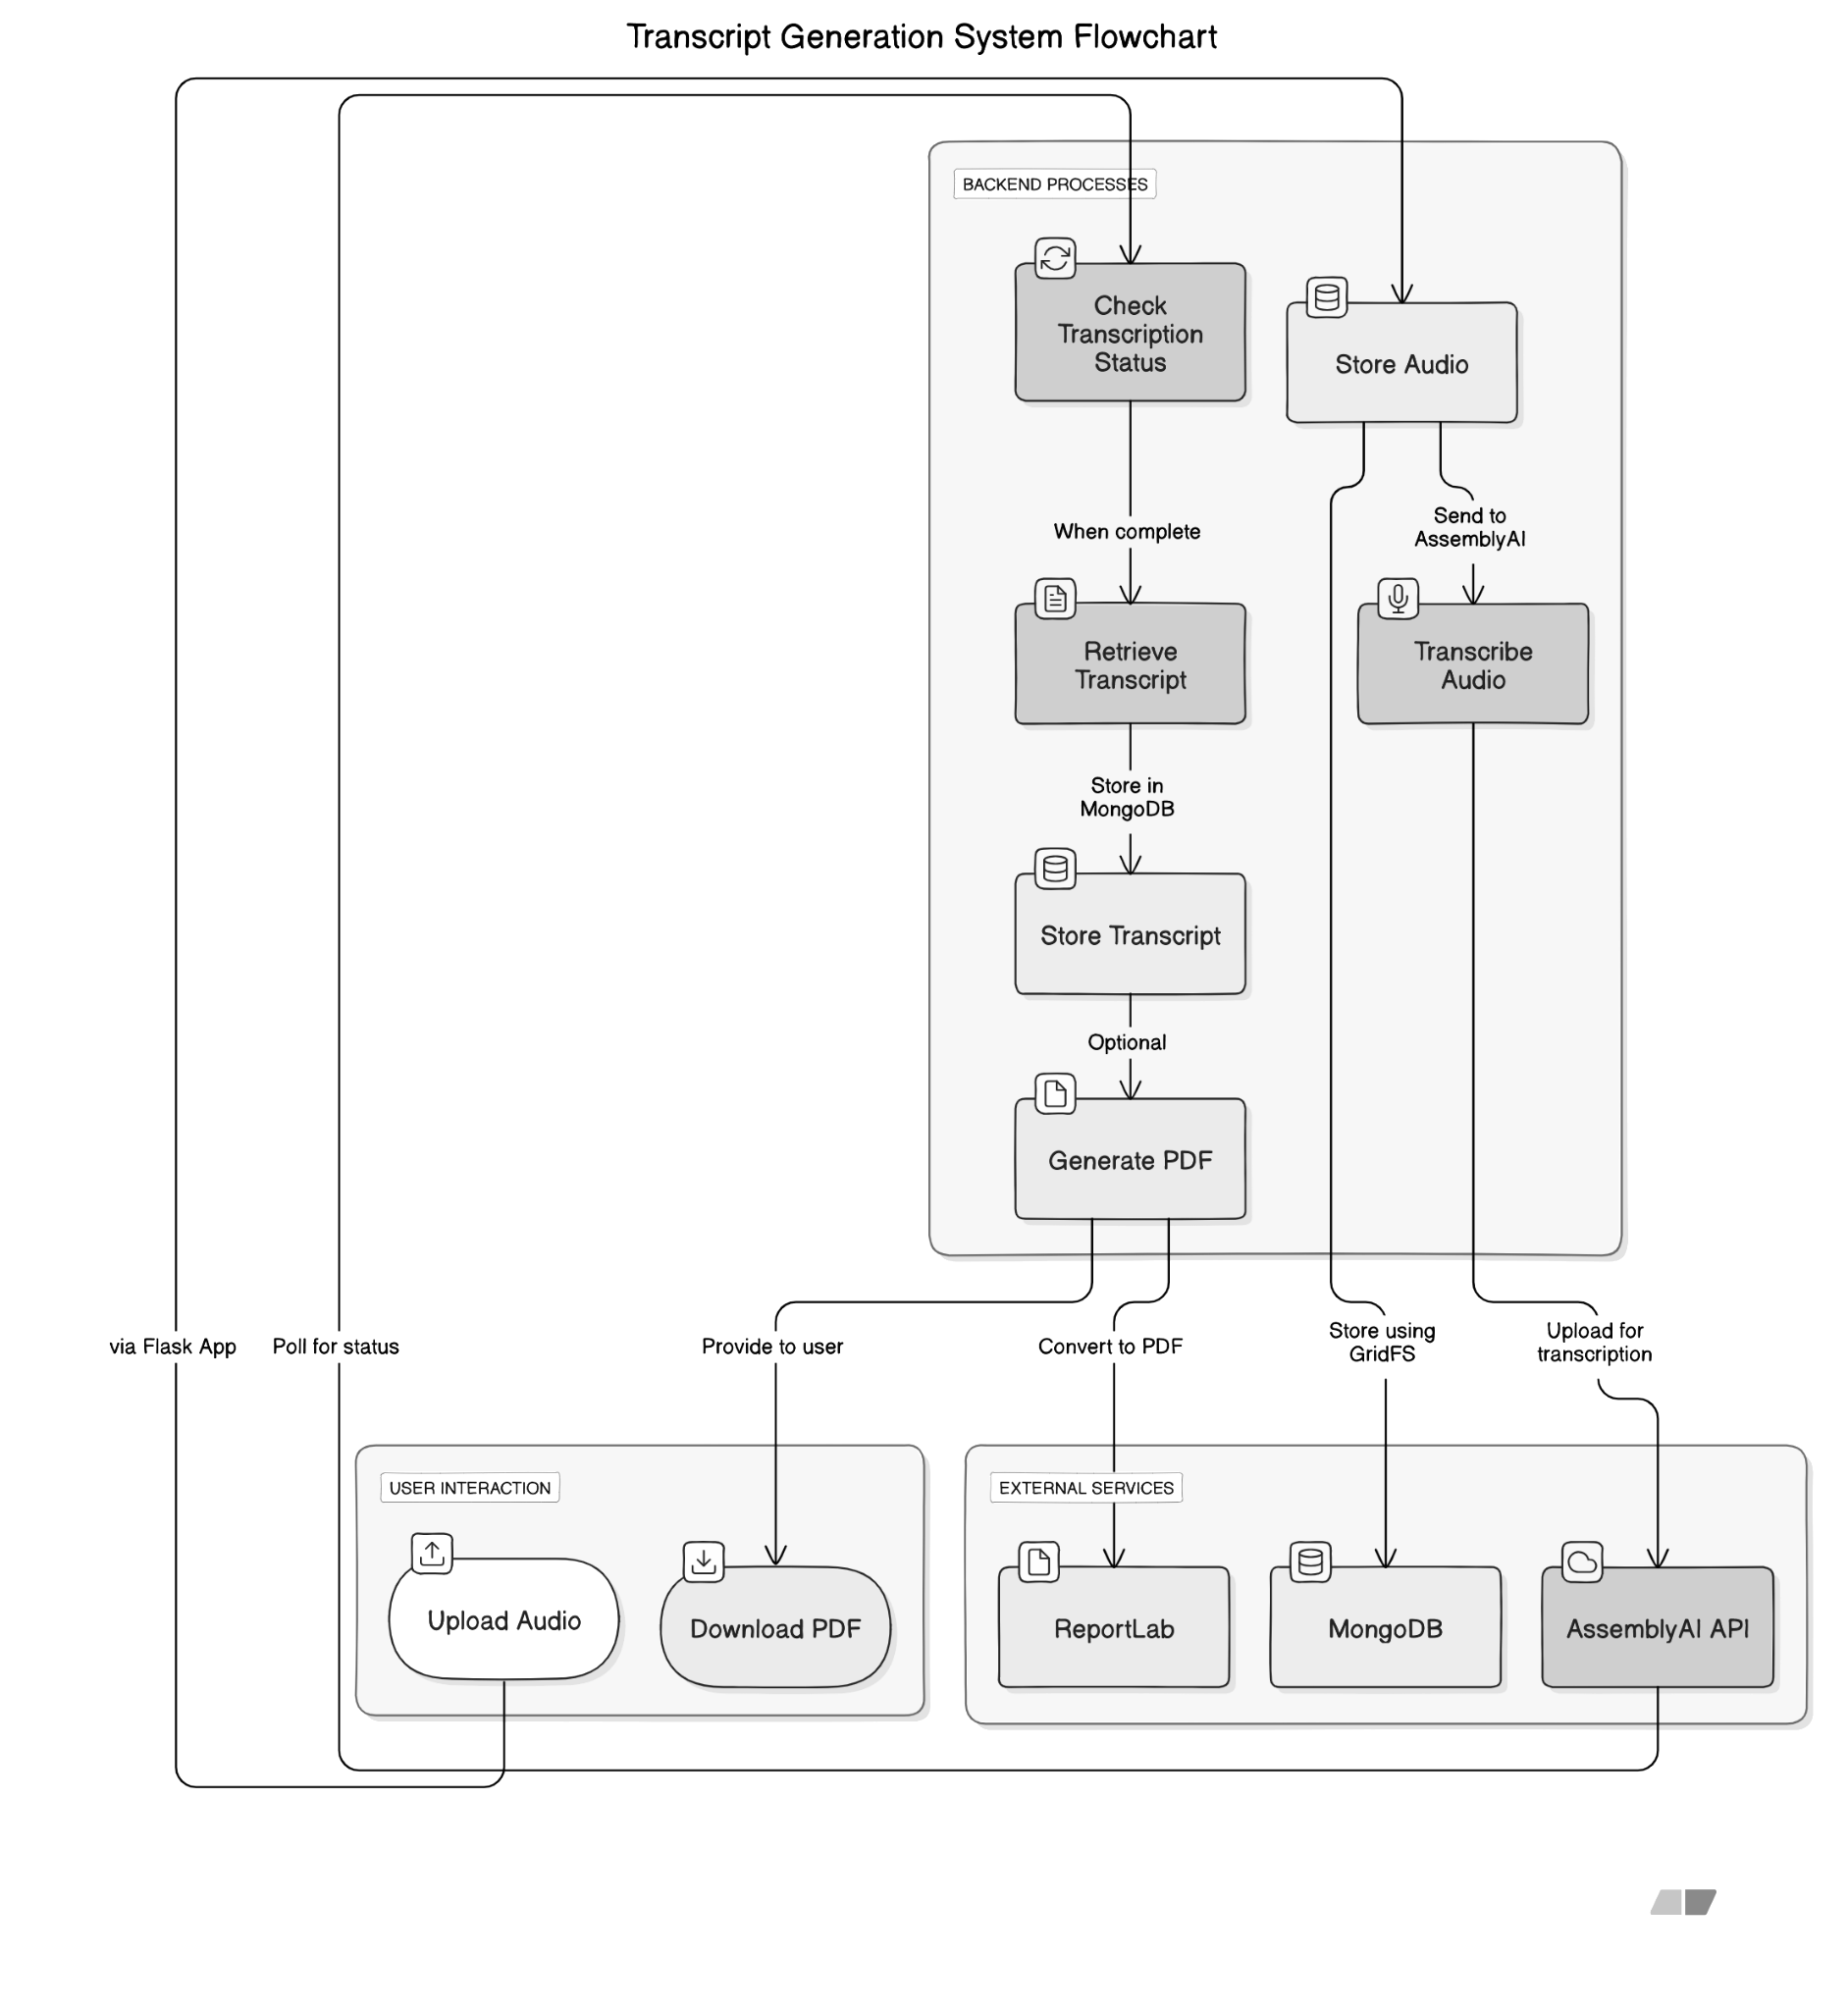 Transcript Generation System Flowchart
BACKEND PROCESSES
Check
Transcription
Status
Store Audio
When complete
Send to
AssemblyAI
Retrieve
Transcript
Transcribe
Audio
Store in
MongoDB
Store Transcript
Optional
Generate PDF
via Flask App
Poll for status
Provide to user
Convert to PDF
Store using
GridFS
Upload for
transcription
USER INTERACTION
EXTERNAL SERVICES
Upload Audio
Download PDF
ReportLab
MongoDB
AssemblyAI API